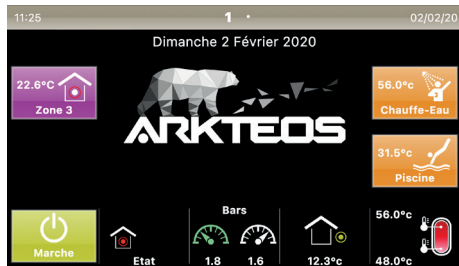 11:25
1
02/02/20
Dimanche 2 Février 2020
22.6°C
Zone 3
56.0°c
Chauffe-Eau
ARKTEOS
31.5°c
Piscine
Marche
Etat
Bars
1.8 1.6
12.3°c
56.0°c
48.0°c